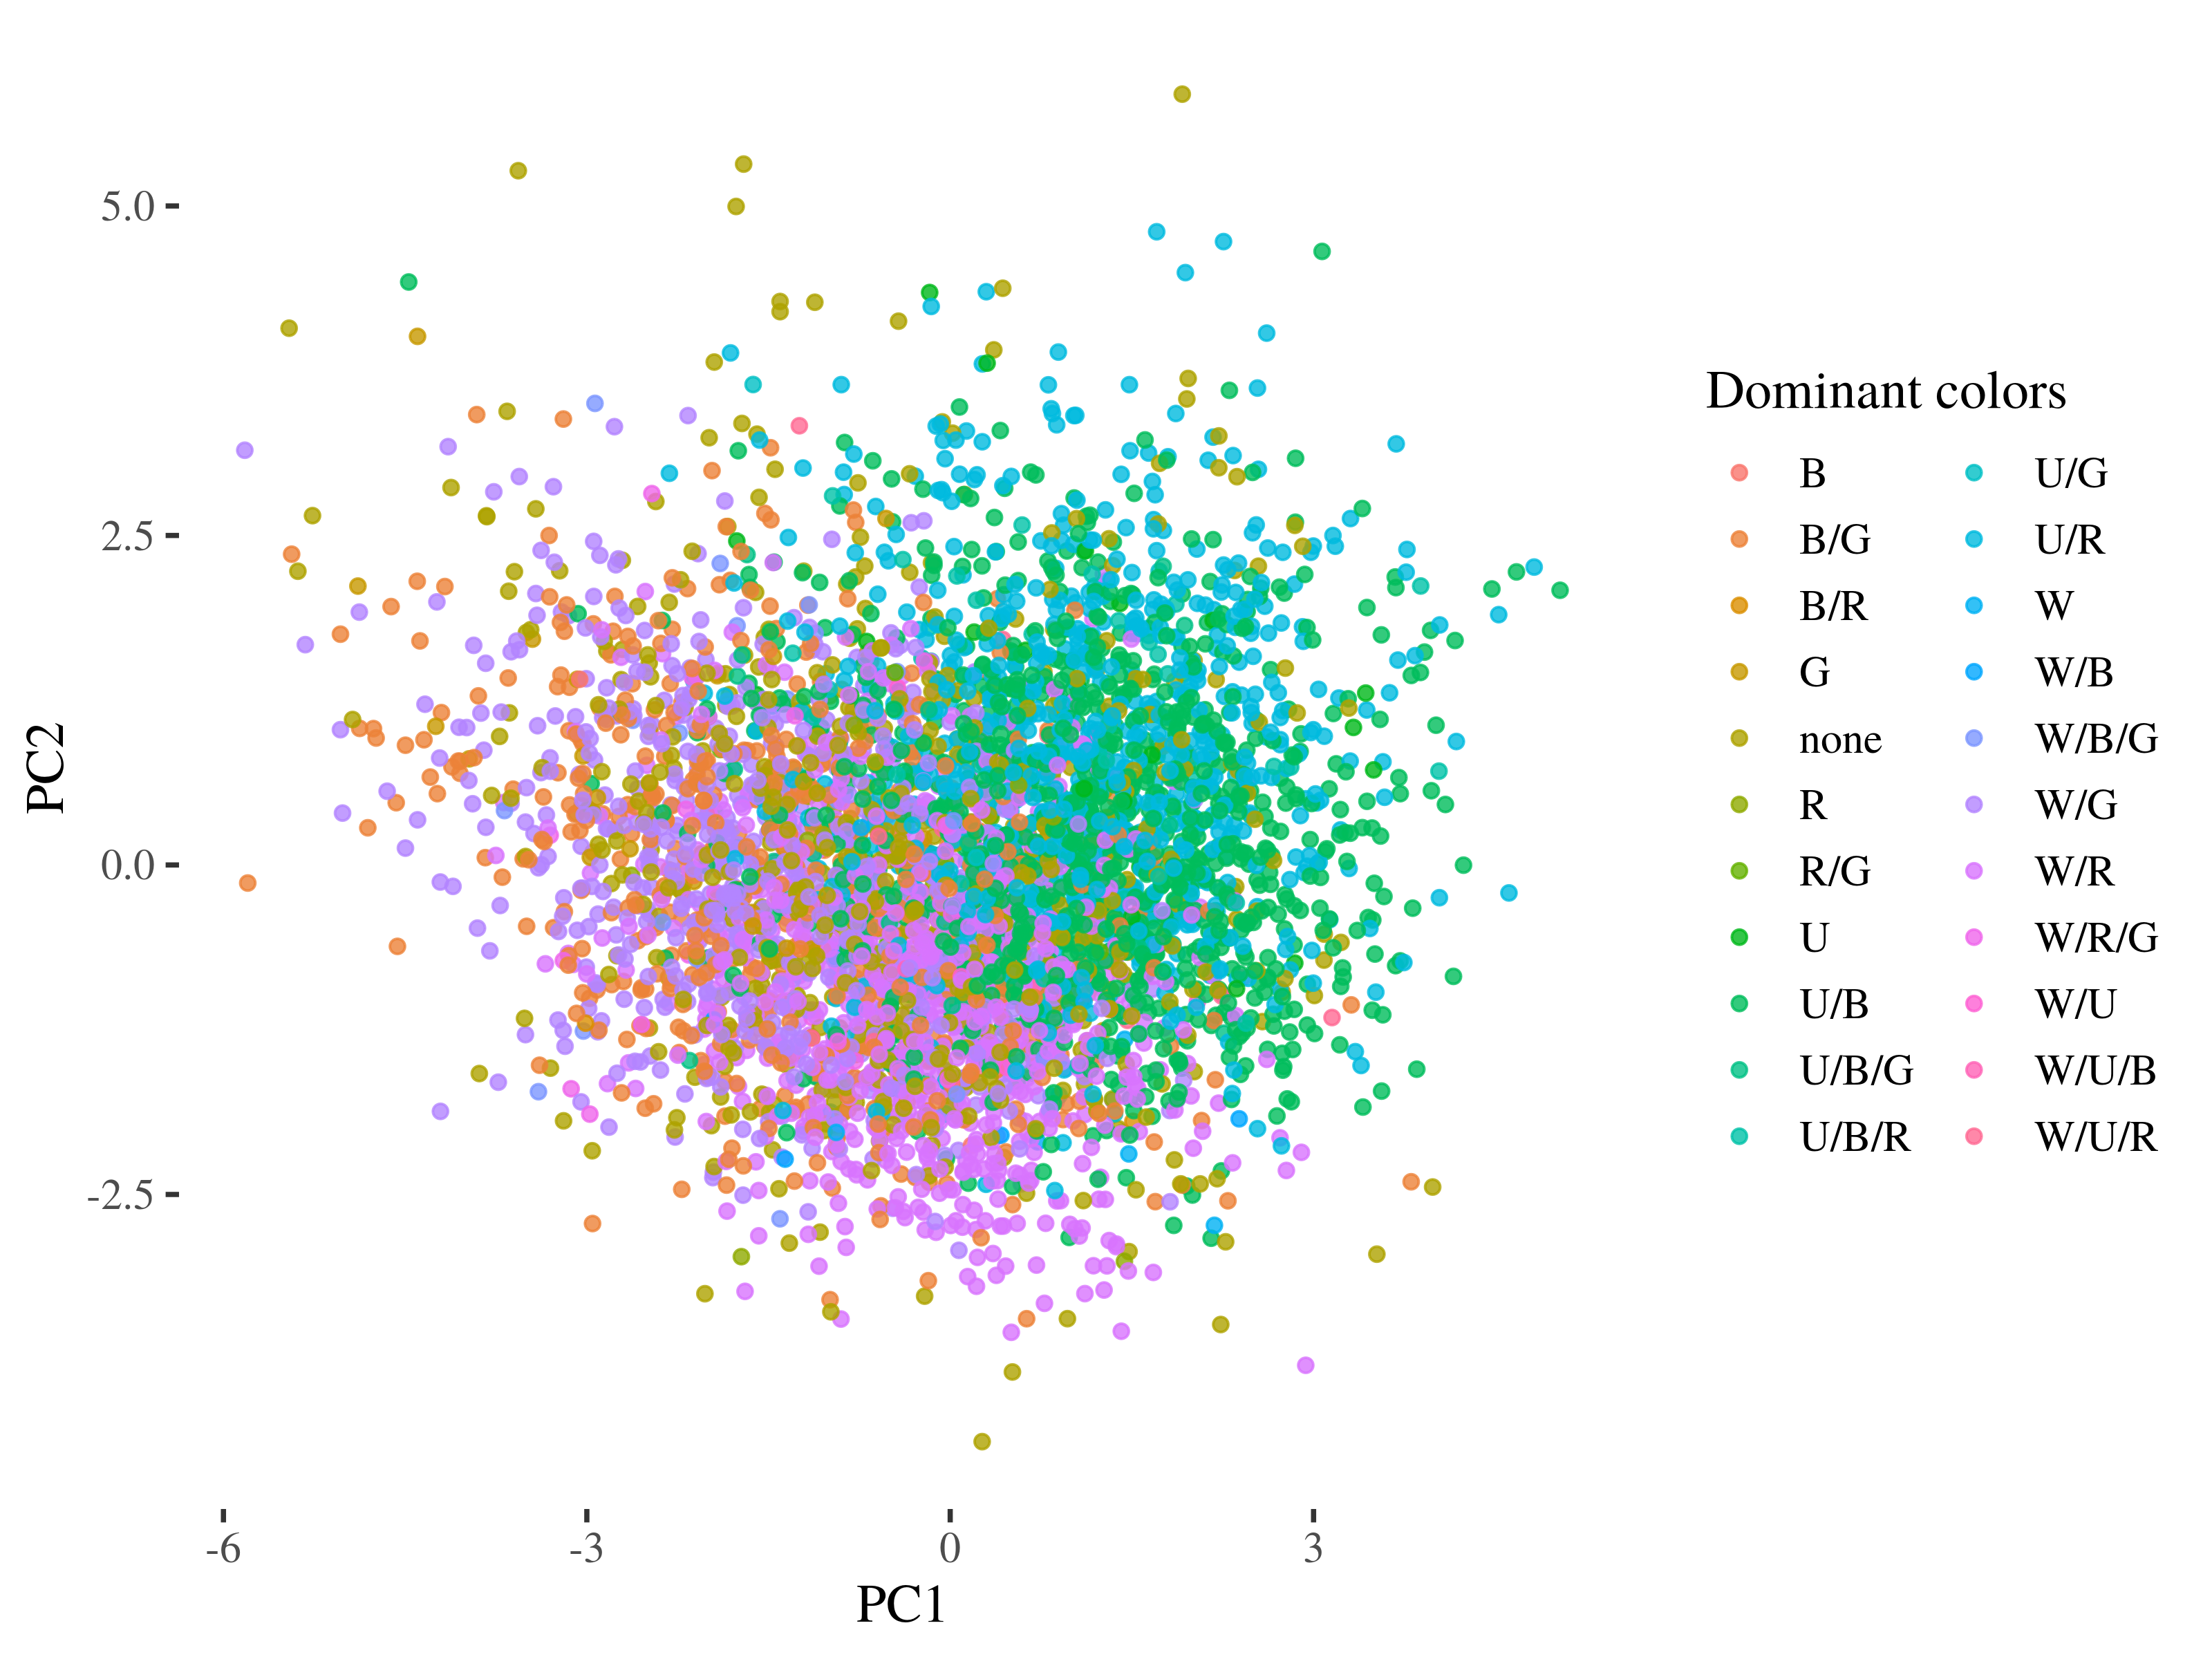 5.0
2.5
0.0
-2.5
PC2
-6
-3
0
3
PC1
Dominant colors
B
B/G
B/R
G
none
R
R/G
U
U/B
U/B/G
U/B/R
U/G
U/R
W
W/B
W/B/G
W/G
W/R
W/R/G
W/U
W/U/B
W/U/R